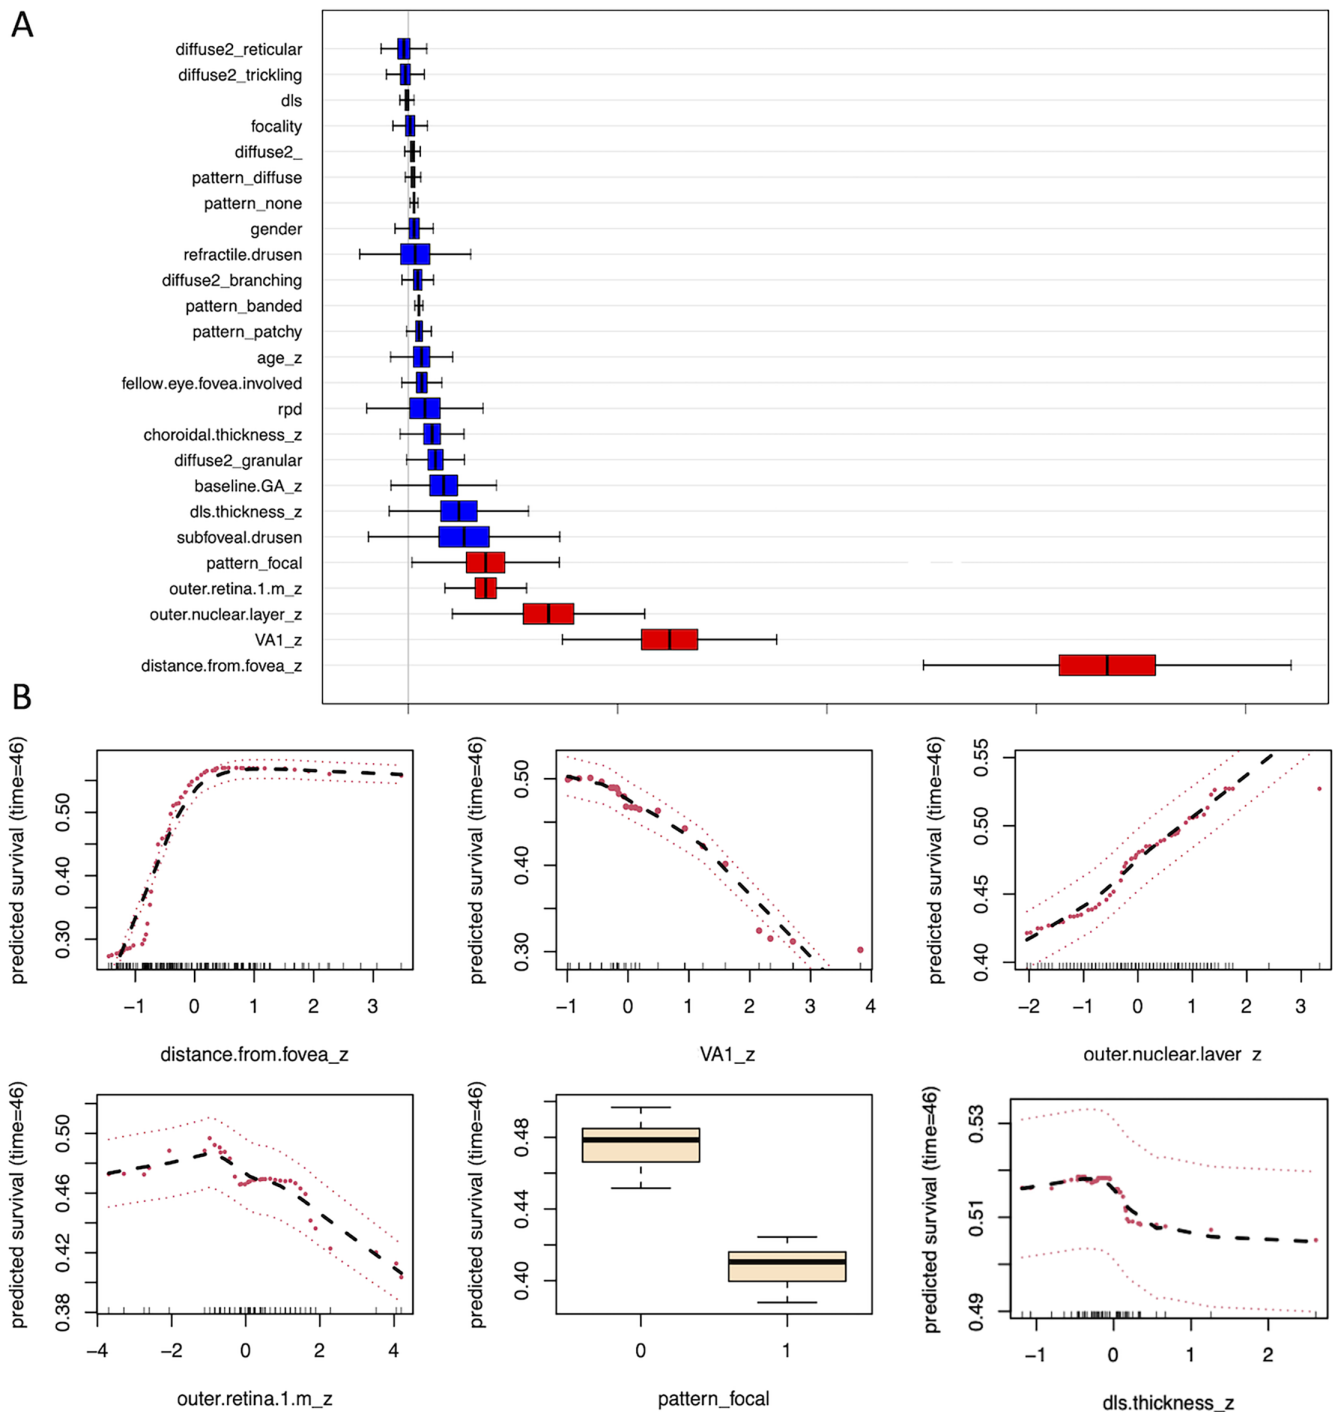 A
diffuse2_reticular
diffuse2_trickling
dls
focality
diffuse2_
pattern_diffuse
pattern_none
gender
refractile.drusen
diffuse2_branching
pattern_banded
pattern_patchy
age_z
fellow.eye.fovea.involved
rpd
choroidal.thickness_z
diffuse2_granular
baseline.GA_z
dls.thickness_z
subfoveal.drusen
pattern_focal
outer.retina.1.m_z
outer.nuclear.layer_z
VA1_z
distance.from.fovea_z
B
predicted survival (time=46)
0.50
0.40
0.30
−1 0 1 2 3
distance.from.fovea_z
predicted survival (time=46)
0.50
0.40
0.30
−1 0 1 2 3 4
VA1_z
predicted survival (time=46)
0.55
0.50
0.45
0.40
−2 −1 0 1 2 3
outer.nuclear.laver z
predicted survival (time=46)
0.50
0.46
0.42
0.38
−4 −2 0 2 4
outer.retina.1.m_z
predicted survival (time=46)
0.48
0.44
0.40
0 1
pattern_focal
predicted survival (time=46)
0.53
0.51
0.49
−1 0 1 2
dls.thickness_z